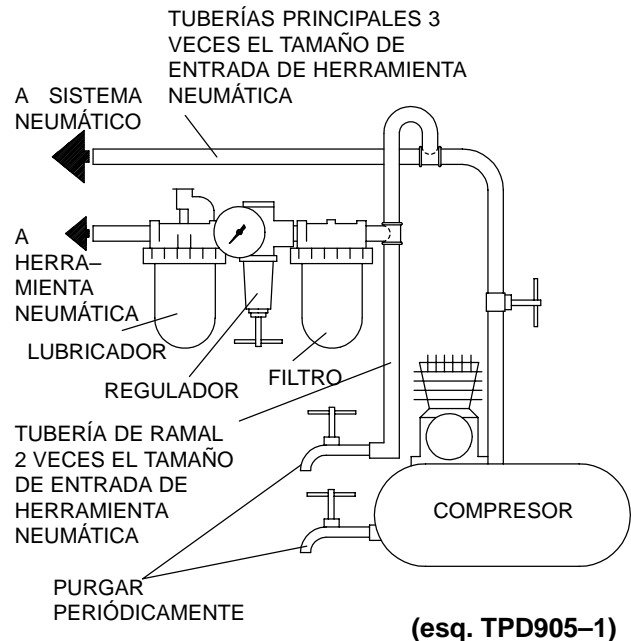 TUBERÍAS PRINCIPALES 3
VECES EL TAMAÑO DE
ENTRADA DE HERRAMIENTA
NEUMÁTICA
A SISTEMA
NEUMÁTICO
A
HERRA–
MIENTA
NEUMÁTICA
LUBRICADOR
REGULADOR
FILTRO
TUBERÍA DE RAMAL
2 VECES EL TAMAÑO
DE ENTRADA DE
HERRAMIENTA
NEUMÁTICA
COMPRESOR
PURGAR
PERIÓDICAMENTE
(esq. TPD905–1)